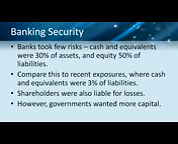 Banking Security
• Banks took few risks – cash and equivalents
were 30% of assets, and equity 50% of
liabilities.
• Compare this to recent exposures, where cash
and equivalents were 3% of liabilities.
• Shareholders were also liable for losses.
• However, governments wanted more capital.